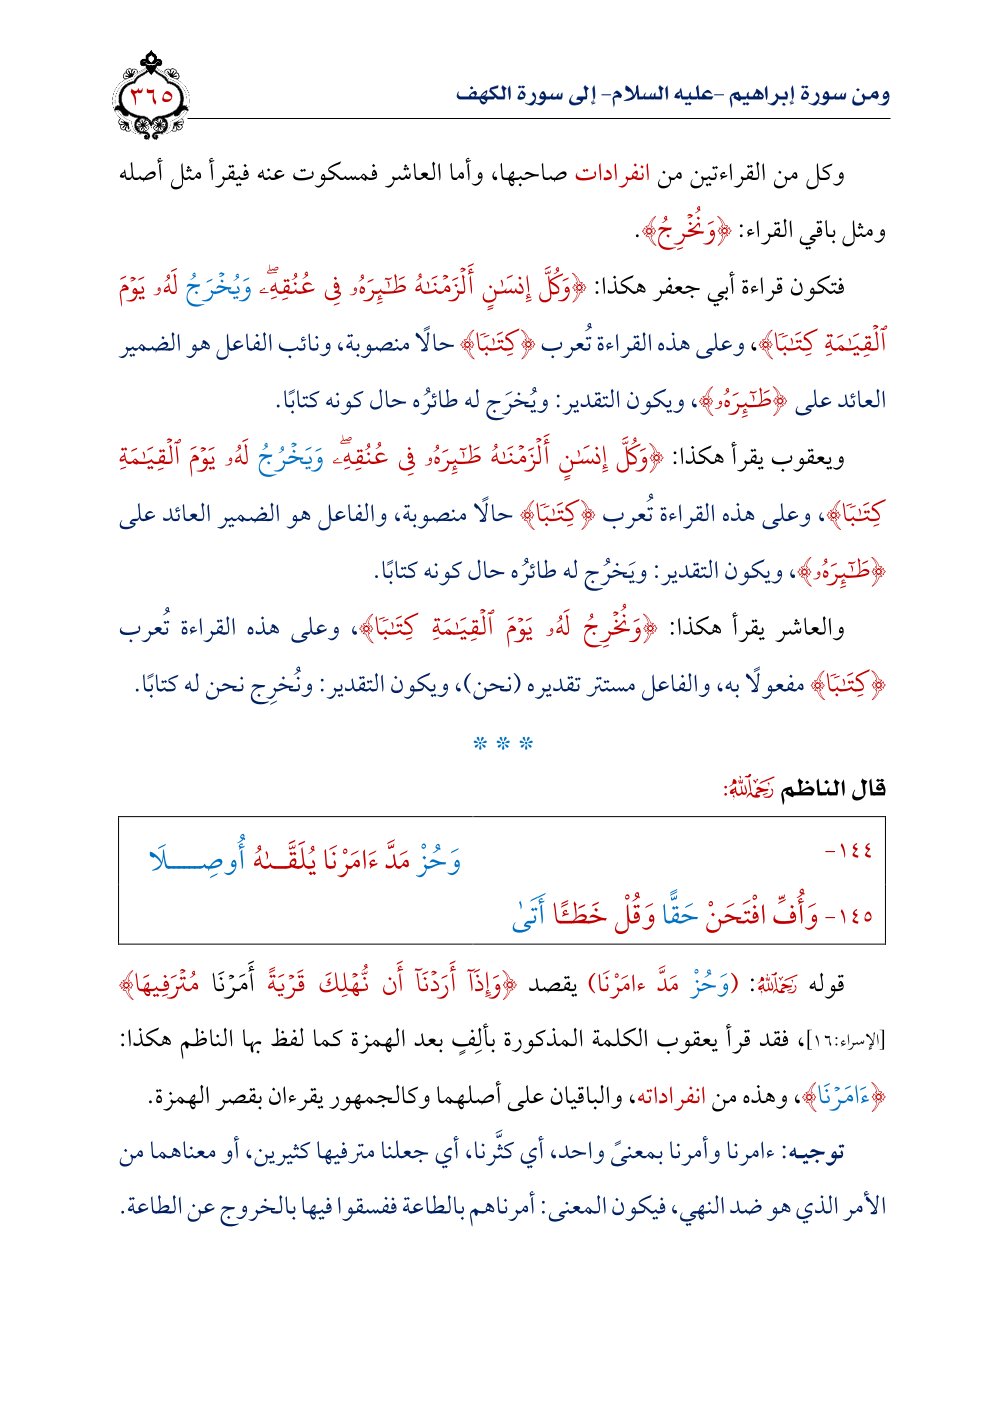 ومن سورة إبراهيم -عليه السلام- إلى سورة الكهف
٣٦٥
وكل من القراءتين من انفرادات صاحبها، وأما العاشر فمسكوت عنه فيقرأ مثل أصله
ومثل باقي القراء: ﴿وَنُخۡرِجُ﴾.
فتكون قراءة أبي جعفر هكذا: ﴿وَكُلَّ إِنسَٰنٍ أَلۡزَمۡنَٰهُ طَٰٓئِرَهُۥ فِى عُنُقِهِۦۖ وَيُخۡرَجُ لَهُۥ يَوۡمَ
ٱلۡقِيَٰمَةِ كِتَٰبٗا﴾، وعلى هذه القراءة تُعرب ﴿كِتَٰبٗا﴾ حالًا منصوبة، ونائب الفاعل هو الضمير
العائد على ﴿طَٰٓئِرَهُۥ﴾، ويكون التقدير: ويُخرَج له طائرُه حال كونه كتابًا.
ويعقوب يقرأ هكذا: ﴿وَكُلَّ إِنسَٰنٍ أَلۡزَمۡنَٰهُ طَٰٓئِرَهُۥ فِى عُنُقِهِۦۖ وَيَخۡرُجُ لَهُۥ يَوۡمَ ٱلۡقِيَٰمَةِ
كِتَٰبٗا﴾، وعلى هذه القراءة تُعرب ﴿كِتَٰبٗا﴾ حالًا منصوبة، والفاعل هو الضمير العائد على
﴿طَٰٓئِرَهُۥ﴾، ويكون التقدير: ويَخرُج له طائرُه حال كونه كتابًا.
والعاشر يقرأ هكذا: ﴿وَنُخۡرِجُ لَهُۥ يَوۡمَ ٱلۡقِيَٰمَةِ كِتَٰبٗا﴾، وعلى هذه القراءة تُعرب
﴿كِتَٰبٗا﴾ مفعولًا به، والفاعل مستتر تقديره (نحن)، ويكون التقدير: ونُخرِج نحن له كتابًا.
* * *
قال الناظم رَحِمَهُ ٱللَّهُ:
١٤٤- وَحُزْ مَدَّ ءَامَرْنَا يُلَقَّـىٰهُ أُوصِـــلَا
١٤٥- وَأُفِّ افْتَحَنْ حَقًّا وَقُلْ خَطَـًٔا أَتَىٰ
قوله رَحِمَهُ ٱللَّهُ: (وَحُزْ مَدَّ ءامَرْنَا) يقصد ﴿وَإِذَآ أَرَدۡنَآ أَن نُّهۡلِكَ قَرۡيَةً أَمَرۡنَا مُتۡرَفِيهَا﴾
[الإسراء:١٦]، فقد قرأ يعقوب الكلمة المذكورة بألِفٍ بعد الهمزة كما لفظ بها الناظم هكذا:
﴿ءَامَرۡنَا﴾، وهذه من انفراداته، والباقيان على أصلهما وكالجمهور يقرءان بقصر الهمزة.
توجيه: ءامرنا وأمرنا بمعنىً واحد، أي كثَّرنا، أي جعلنا مترفيها كثيرين، أو معناهما من
الأمر الذي هو ضد النهي، فيكون المعنى: أمرناهم بالطاعة ففسقوا فيها بالخروج عن الطاعة.